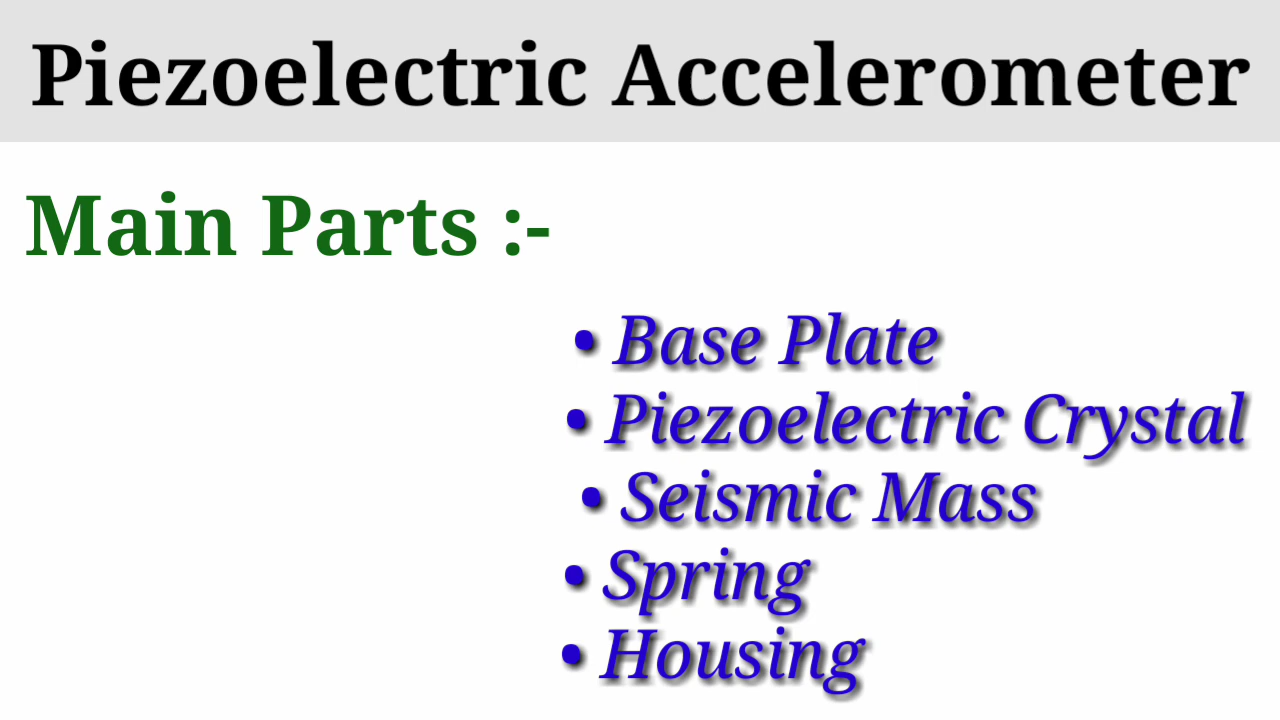 Piezoelectric Accelerometer
Main Parts :-
• Base Plate
• Piezoelectric Crystal
• Seismic Mass
• Spring
• Housing